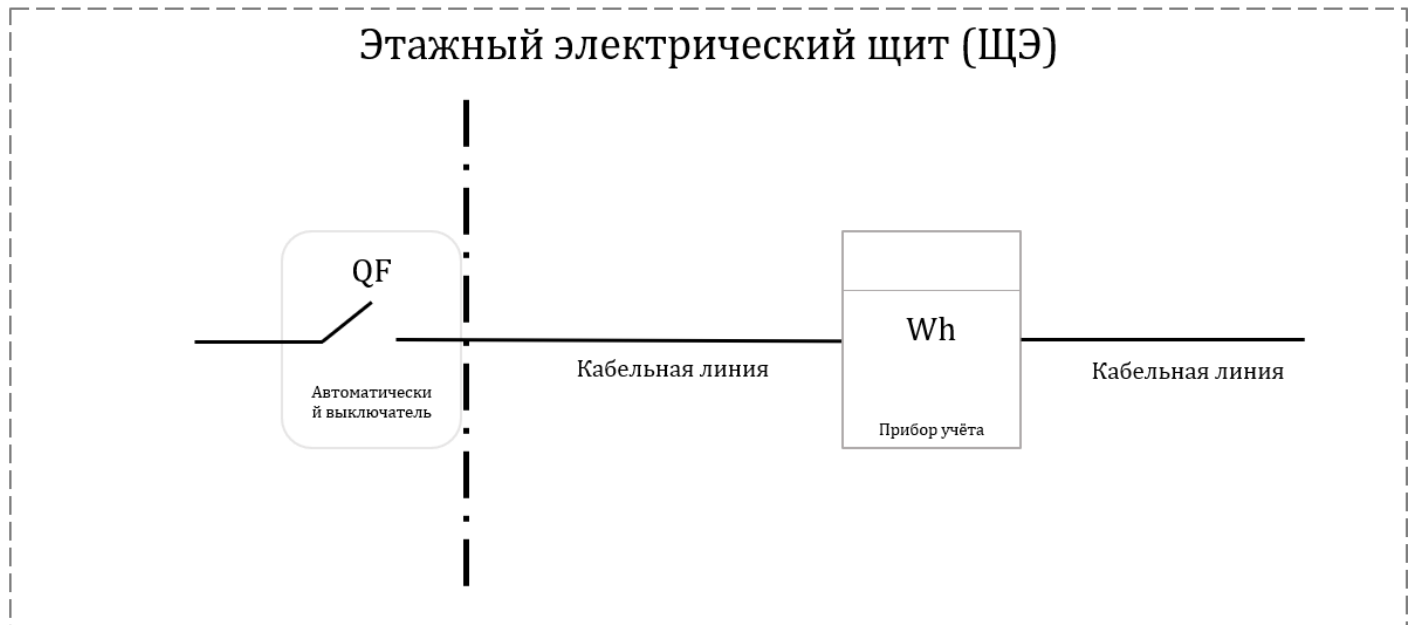 Этажный электрический щит (ЩЭ)
QF
Автоматически
й выключатель
Кабельная линия
Wh
Прибор учёта
Кабельная линия